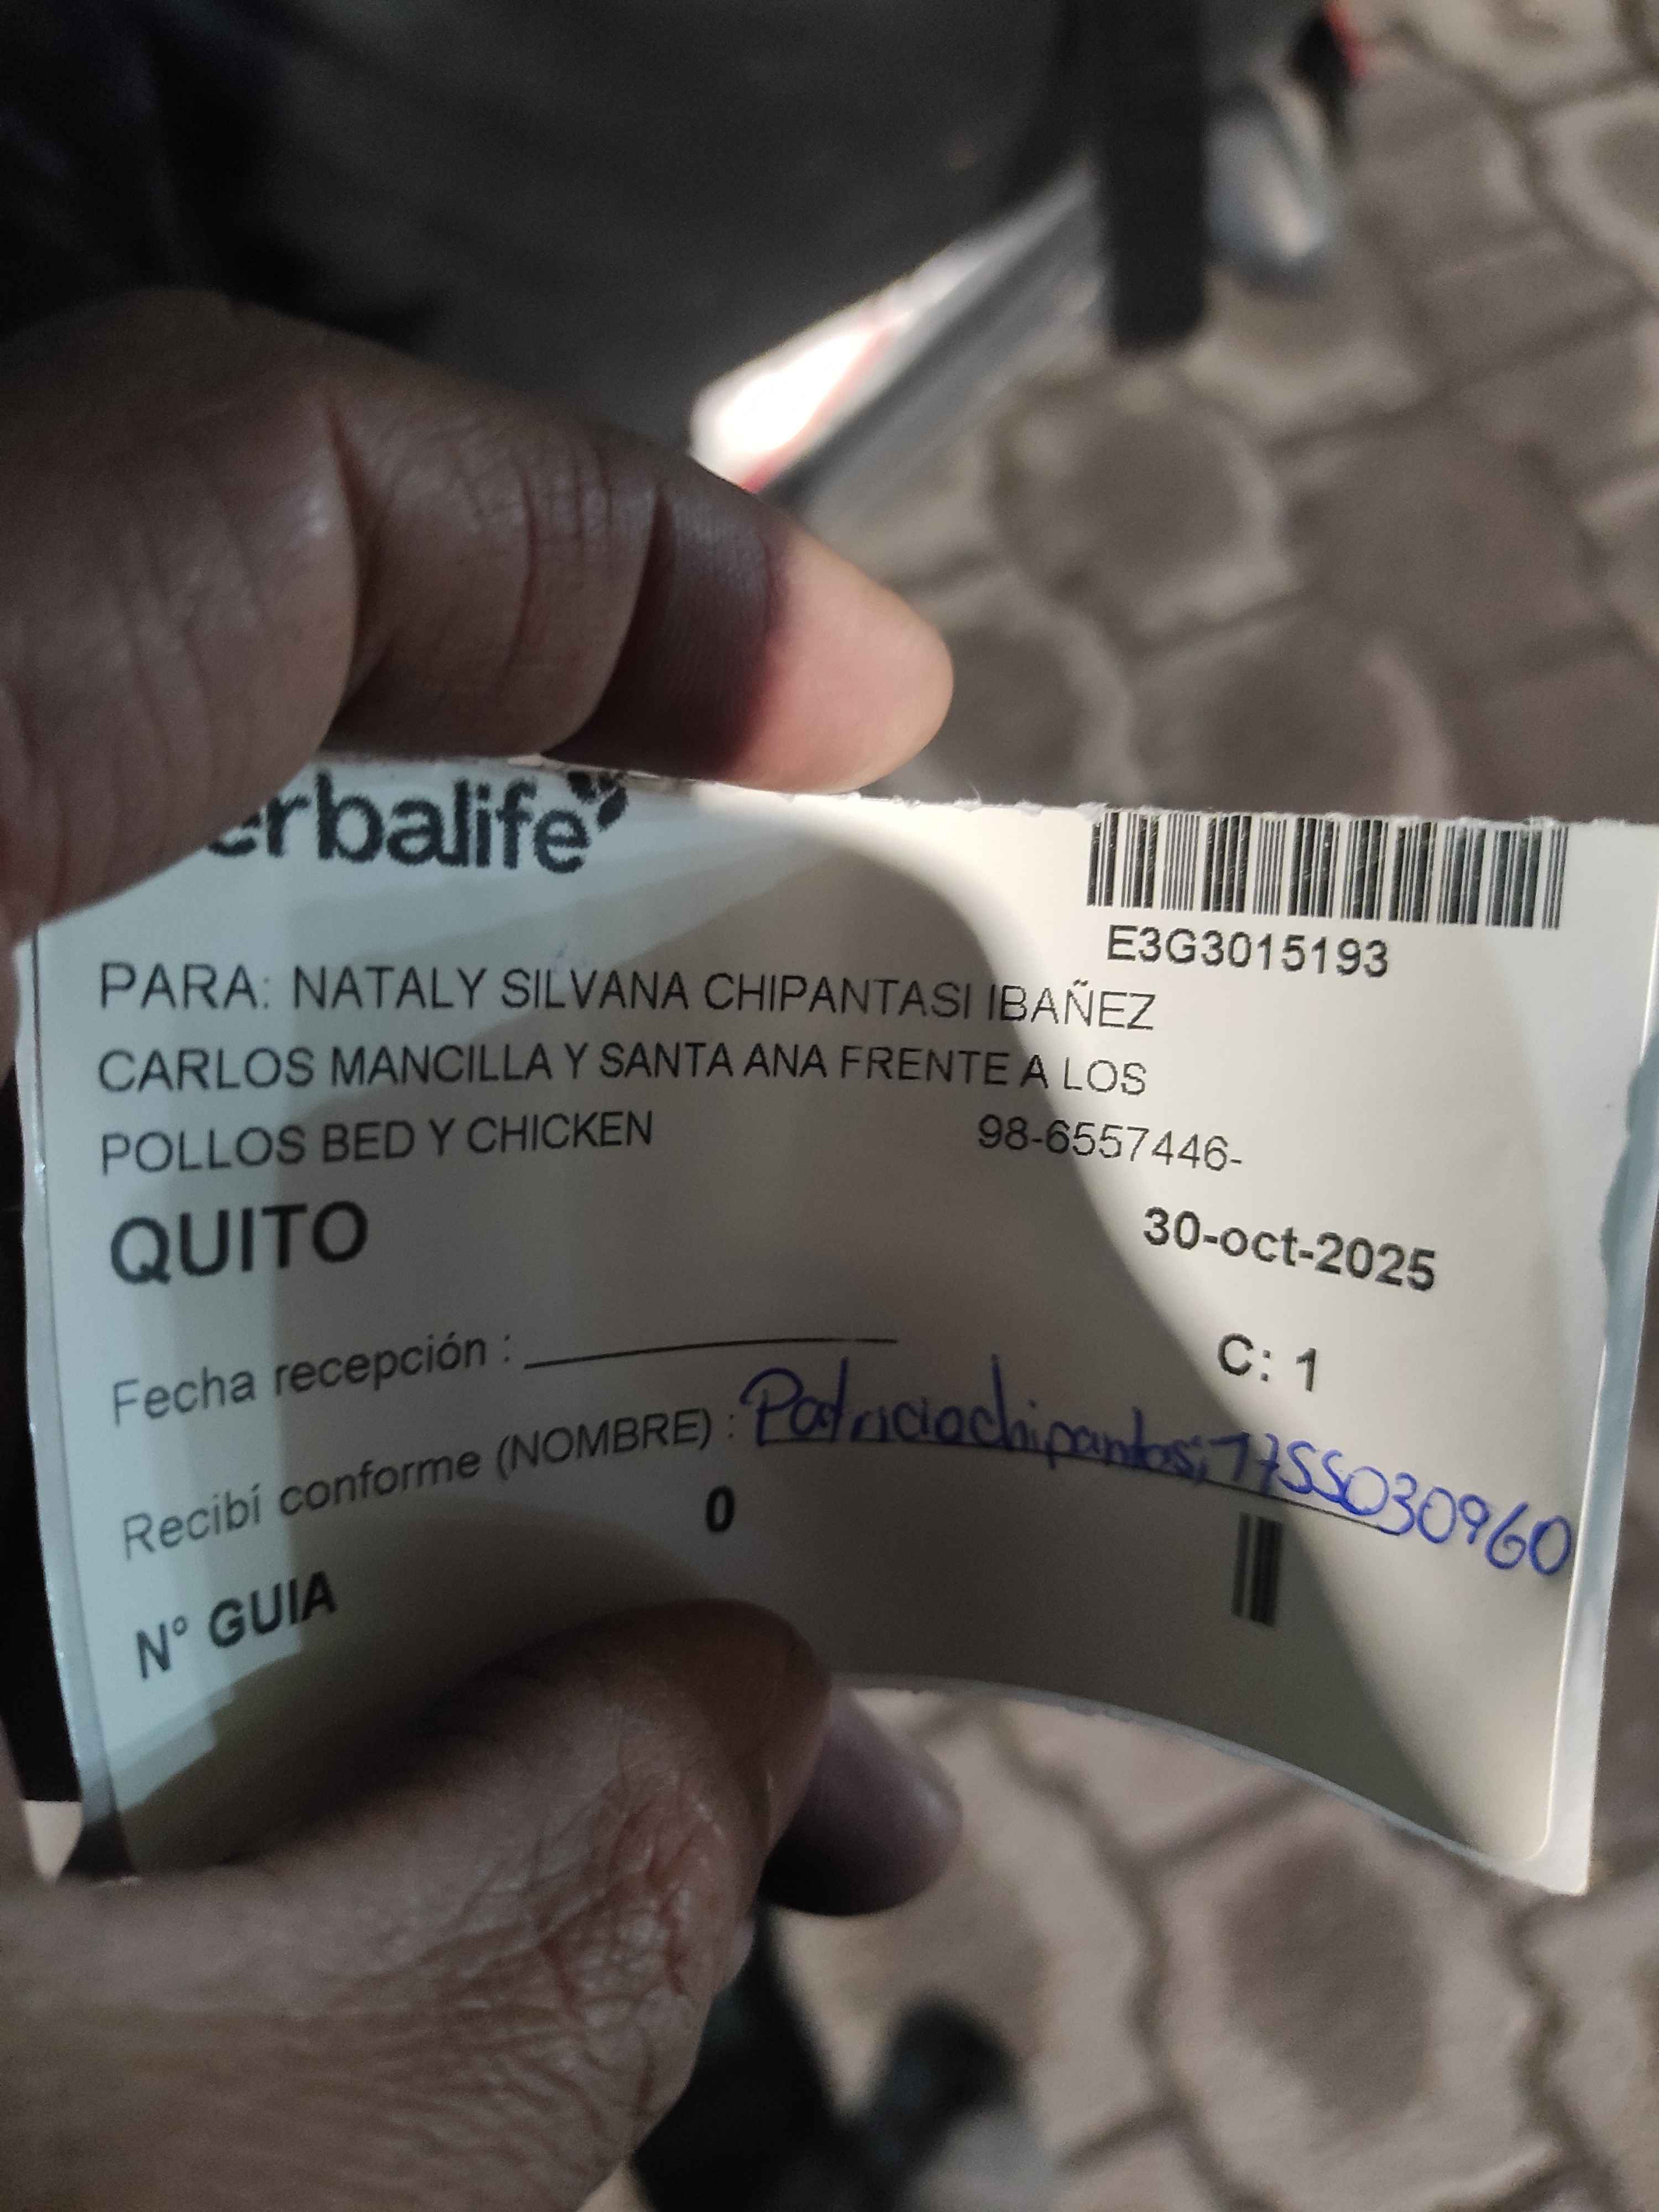 erbalife
E3G3015193
PARA: NATALY SILVANA CHIPANTASI IBAÑEZ
CARLOS MANCILLA Y SANTA ANA FRENTE A LOS
POLLOS BED Y CHICKEN 98-6557446-
QUITO 30-oct-2025
Fecha recepción : C: 1
Recibí conforme (NOMBRE) : Patriciachipantasi 1755030960
0
N° GUIA